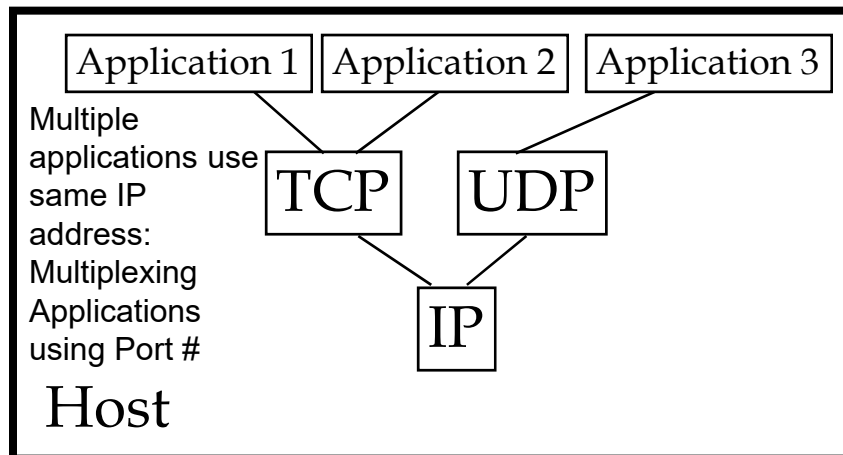 Application 1
Application 2
Application 3
Multiple
applications use
same IP
address:
Multiplexing
Applications
using Port #
TCP
UDP
IP
Host